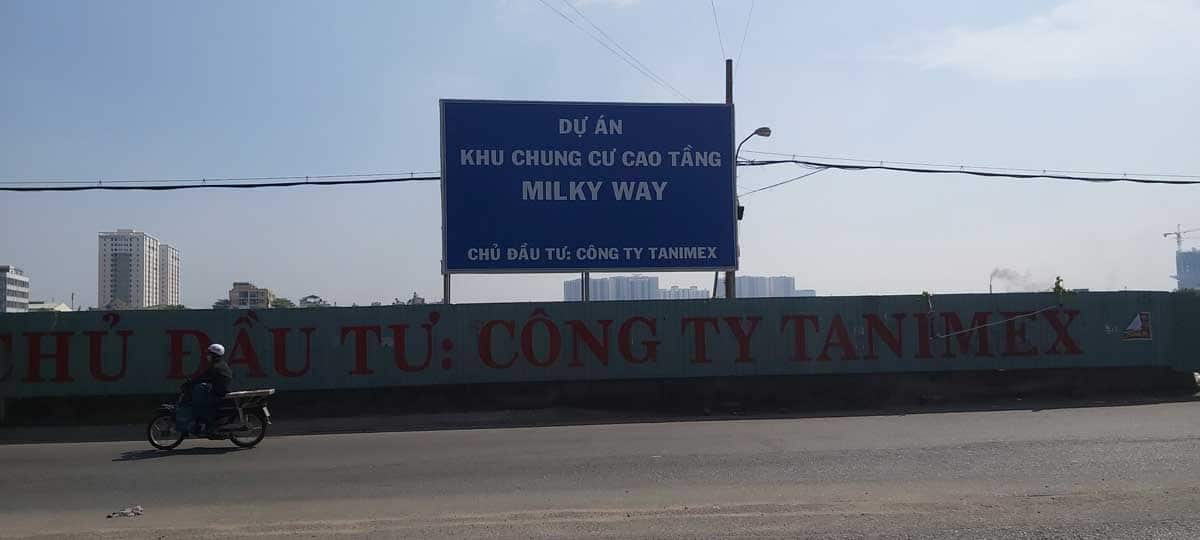 DỰ ÁN
KHU CHUNG CƯ CAO TẦNG
MILKY WAY
CHỦ ĐẦU TƯ: CÔNG TY TANIMEX
CHỦ ĐẦU TƯ: CÔNG TY TANIMEX